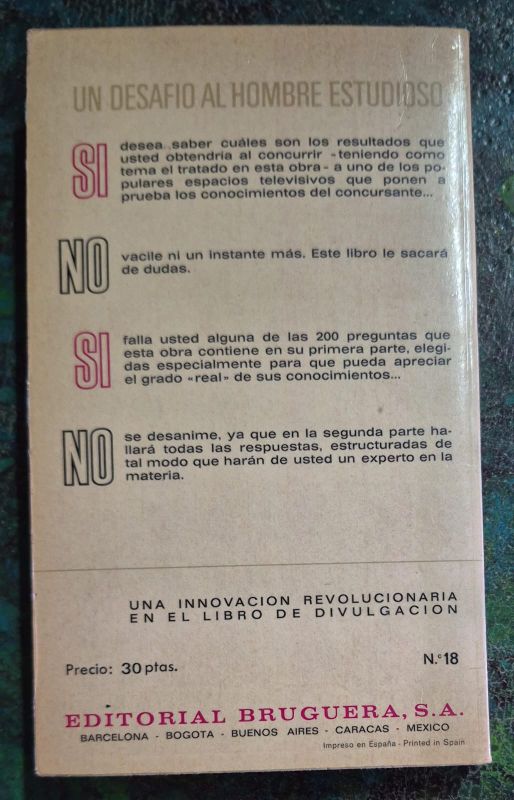 UN DESAFIO AL HOMBRE ESTUDIOSO
SI desea saber cuáles son los resultados que
usted obtendría al concurrir -teniendo como
tema el tratado en esta obra- a uno de los po-
pulares espacios televisivos que ponen a
prueba los conocimientos del concursante...
NO vacile ni un instante más. Este libro le sacará
de dudas.
SI falla usted alguna de las 200 preguntas que
esta obra contiene en su primera parte, elegi-
das especialmente para que pueda apreciar
el grado «real» de sus conocimientos...
NO se desanime, ya que en la segunda parte ha-
llará todas las respuestas, estructuradas de
tal modo que harán de usted un experto en la
materia.
UNA INNOVACION REVOLUCIONARIA
EN EL LIBRO DE DIVULGACION
Precio: 30 ptas.
N.º 18
EDITORIAL BRUGUERA, S.A.
BARCELONA - BOGOTA - BUENOS AIRES - CARACAS - MEXICO
Impreso en España - Printed in Spain